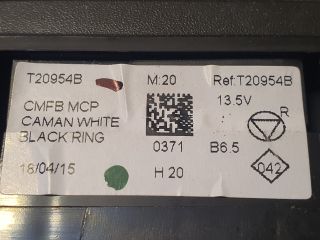 T20954B M:20 Ref:T20954B
CMFB MCP 13.5V
CAMAN WHITE R
BLACK RING 0371 B6.5
18/04/15 H 20 042